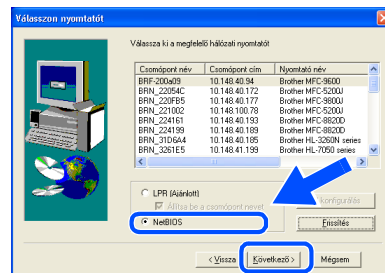 Válasszon nyomtatót
Válassza ki a megfelelő hálózati nyomtatót
Csomópont név Csomópont cím Nyomtató név
BRF-200a09 10.148.40.94 Brother MFC-9600
BRN_22054C 10.148.40.172 Brother MFC-5200J
BRN_220FB5 10.148.40.177 Brother MFC-9800J
BRN_221002 10.148.100.78 Brother MFC-5200J
BRN_224161 10.148.40.193 Brother MFC-8820D
BRN_224199 10.148.40.189 Brother MFC-8820D
BRN_31D6A4 10.148.40.185 Brother HL-3260N series
BRN_3261E5 10.148.41.199 Brother HL-7050 series
LPR (Ajánlott)
Állítsa be a csomópont nevet
konfigurálás
NetBIOS
Frissítés
< Vissza Következő > Mégsem